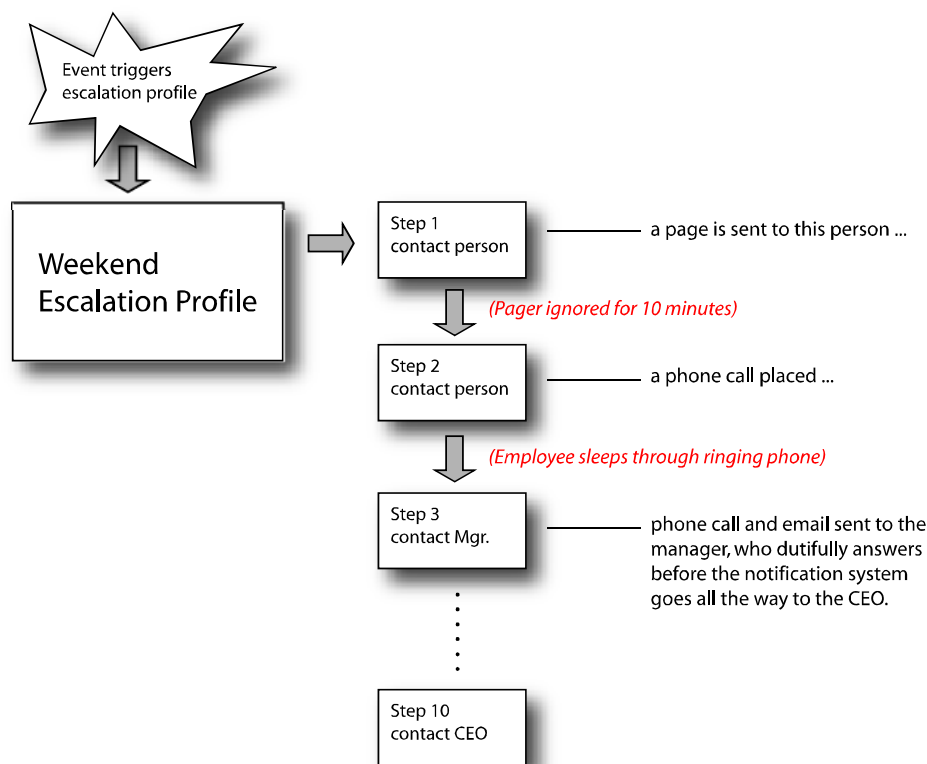 Event triggers
escalation profile
Weekend
Escalation Profile
Step 1
contact person
a page is sent to this person ...
(Pager ignored for 10 minutes)
Step 2
contact person
a phone call placed ...
(Employee sleeps through ringing phone)
Step 3
contact Mgr.
phone call and email sent to the
manager, who dutifully answers
before the notification system
goes all the way to the CEO.
Step 10
contact CEO